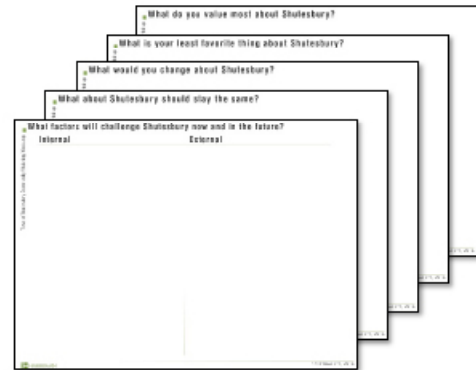 What do you value most about Shutesbury?
What is your least favorite thing about Shutesbury?
What would you change about Shutesbury?
What about Shutesbury should stay the same?
What factors will challenge Shutesbury now and in the future?
Internal
External